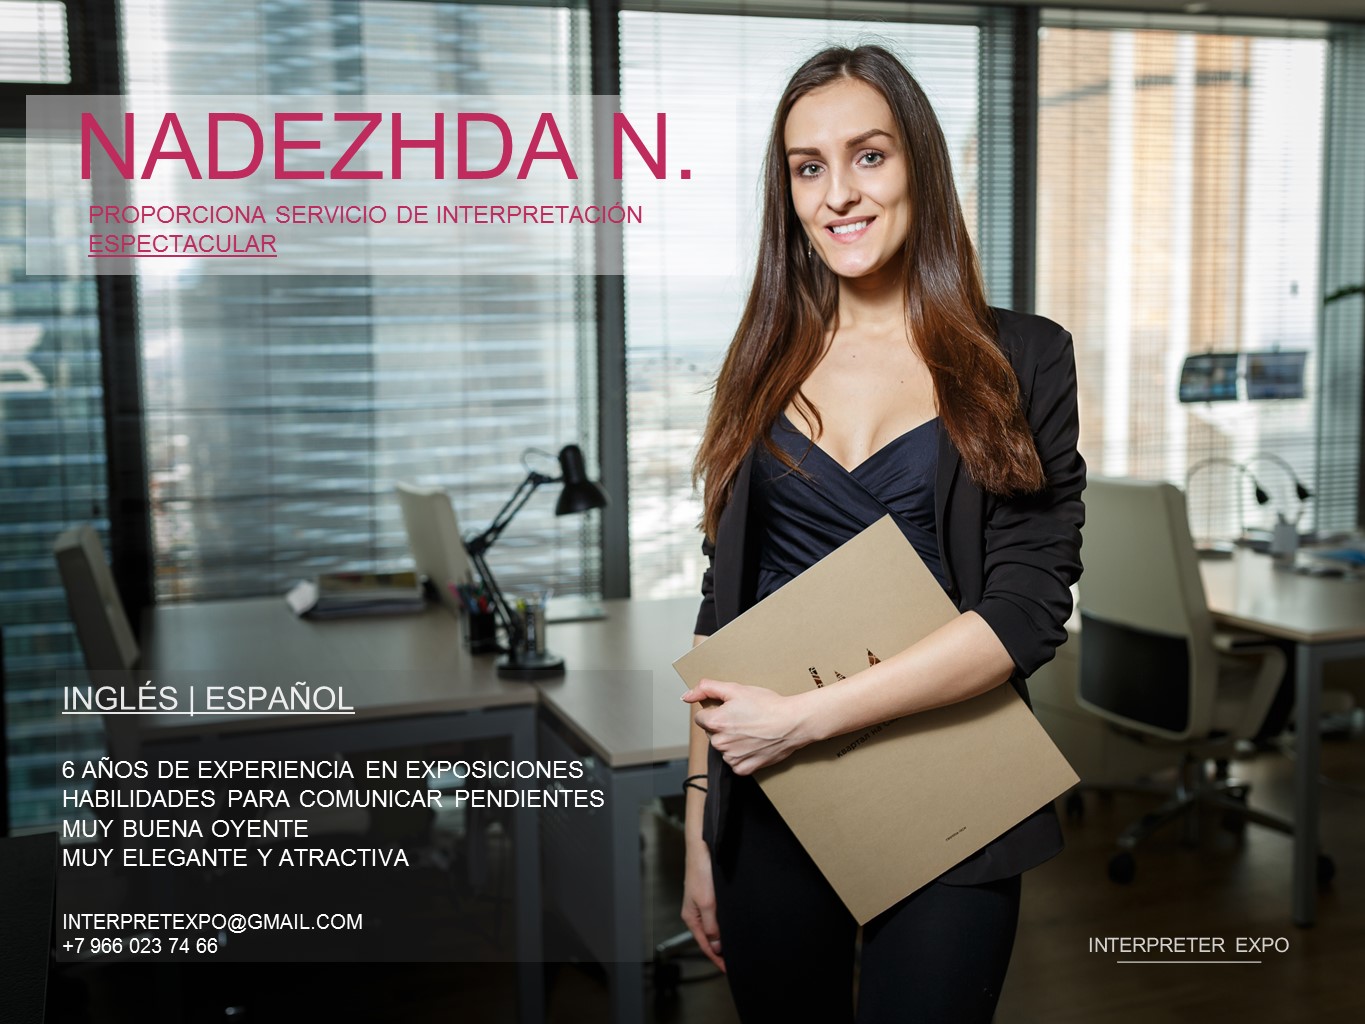 NADEZHDA N.
PROPORCIONA SERVICIO DE INTERPRETACIÓN
ESPECTACULAR
INGLÉS | ESPAÑOL
6 AÑOS DE EXPERIENCIA EN EXPOSICIONES
HABILIDADES PARA COMUNICAR PENDIENTES
MUY BUENA OYENTE
MUY ELEGANTE Y ATRACTIVA
INTERPRETEXPO@GMAIL.COM
+7 966 023 74 66
INTERPRETER EXPO